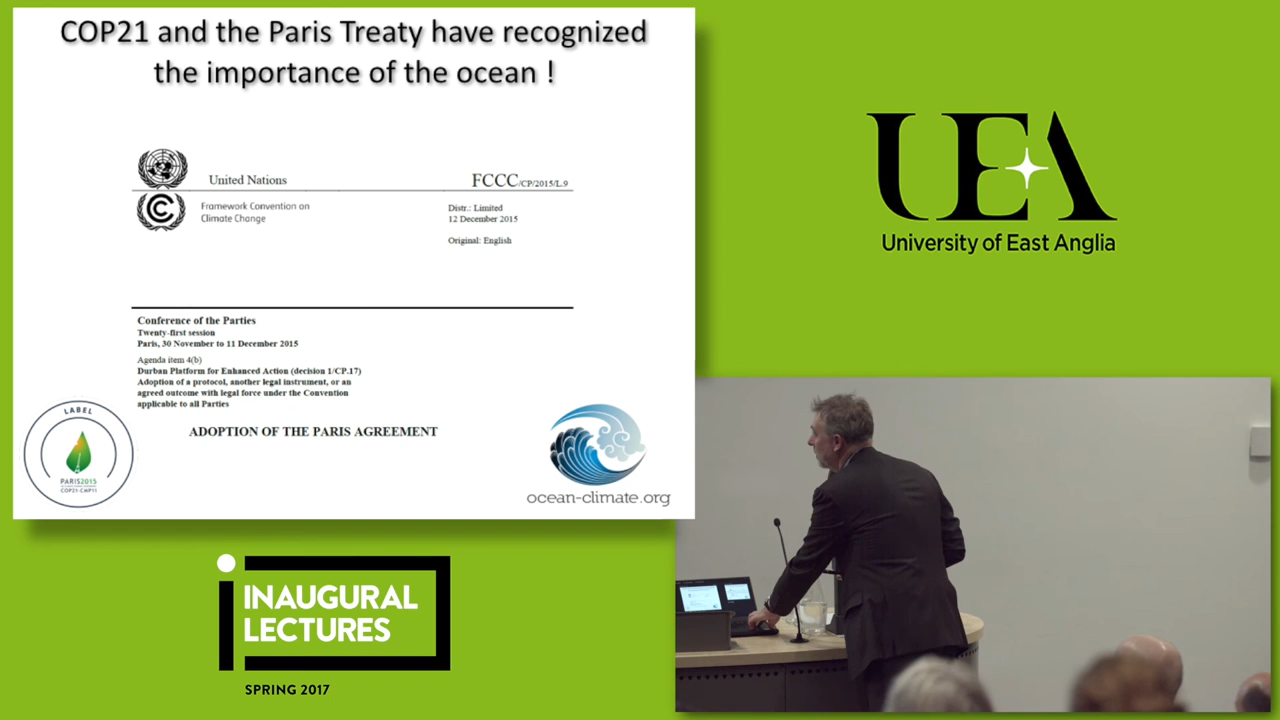 COP21 and the Paris Treaty have recognized
the importance of the ocean !
United Nations
FCCC/CP/2015/L.9
Framework Convention on
Climate Change
Distr.: Limited
12 December 2015
Original: English
Conference of the Parties
Twenty-first session
Paris, 30 November to 11 December 2015
Agenda item 4(b)
Durban Platform for Enhanced Action (decision 1/CP.17)
Adoption of a protocol, another legal instrument, or an
agreed outcome with legal force under the Convention
applicable to all Parties
ADOPTION OF THE PARIS AGREEMENT
LABEL
PARIS2015
COP21-CMP11
ocean-climate.org
UEA
University of East Anglia
INAUGURAL
LECTURES
SPRING 2017